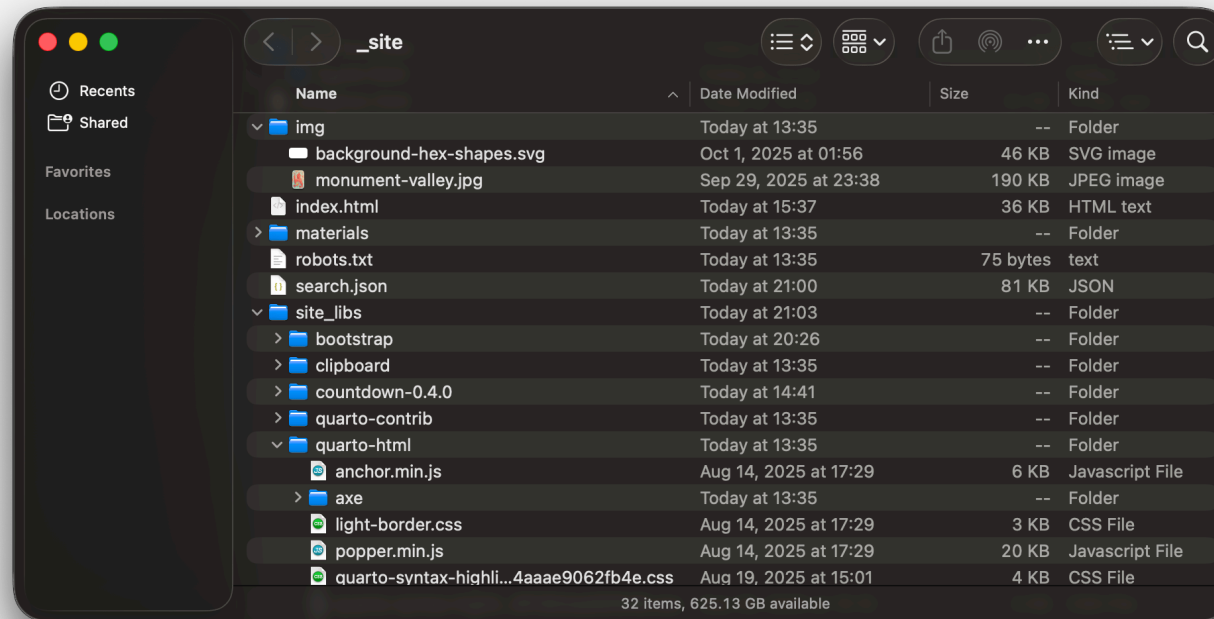 _site
Recents
Shared
Favorites
Locations
Name Date Modified Size Kind
img Today at 13:35 -- Folder
background-hex-shapes.svg Oct 1, 2025 at 01:56 46 KB SVG image
monument-valley.jpg Sep 29, 2025 at 23:38 190 KB JPEG image
index.html Today at 15:37 36 KB HTML text
materials Today at 13:35 -- Folder
robots.txt Today at 13:35 75 bytes text
search.json Today at 21:00 81 KB JSON
site_libs Today at 21:03 -- Folder
bootstrap Today at 20:26 -- Folder
clipboard Today at 13:35 -- Folder
countdown-0.4.0 Today at 14:41 -- Folder
quarto-contrib Today at 13:35 -- Folder
quarto-html Today at 13:35 -- Folder
anchor.min.js Aug 14, 2025 at 17:29 6 KB Javascript File
axe Today at 13:35 -- Folder
light-border.css Aug 14, 2025 at 17:29 3 KB CSS File
popper.min.js Aug 14, 2025 at 17:29 20 KB Javascript File
quarto-syntax-highli...4aaae9062fb4e.css Aug 19, 2025 at 15:01 4 KB CSS File
32 items, 625.13 GB available